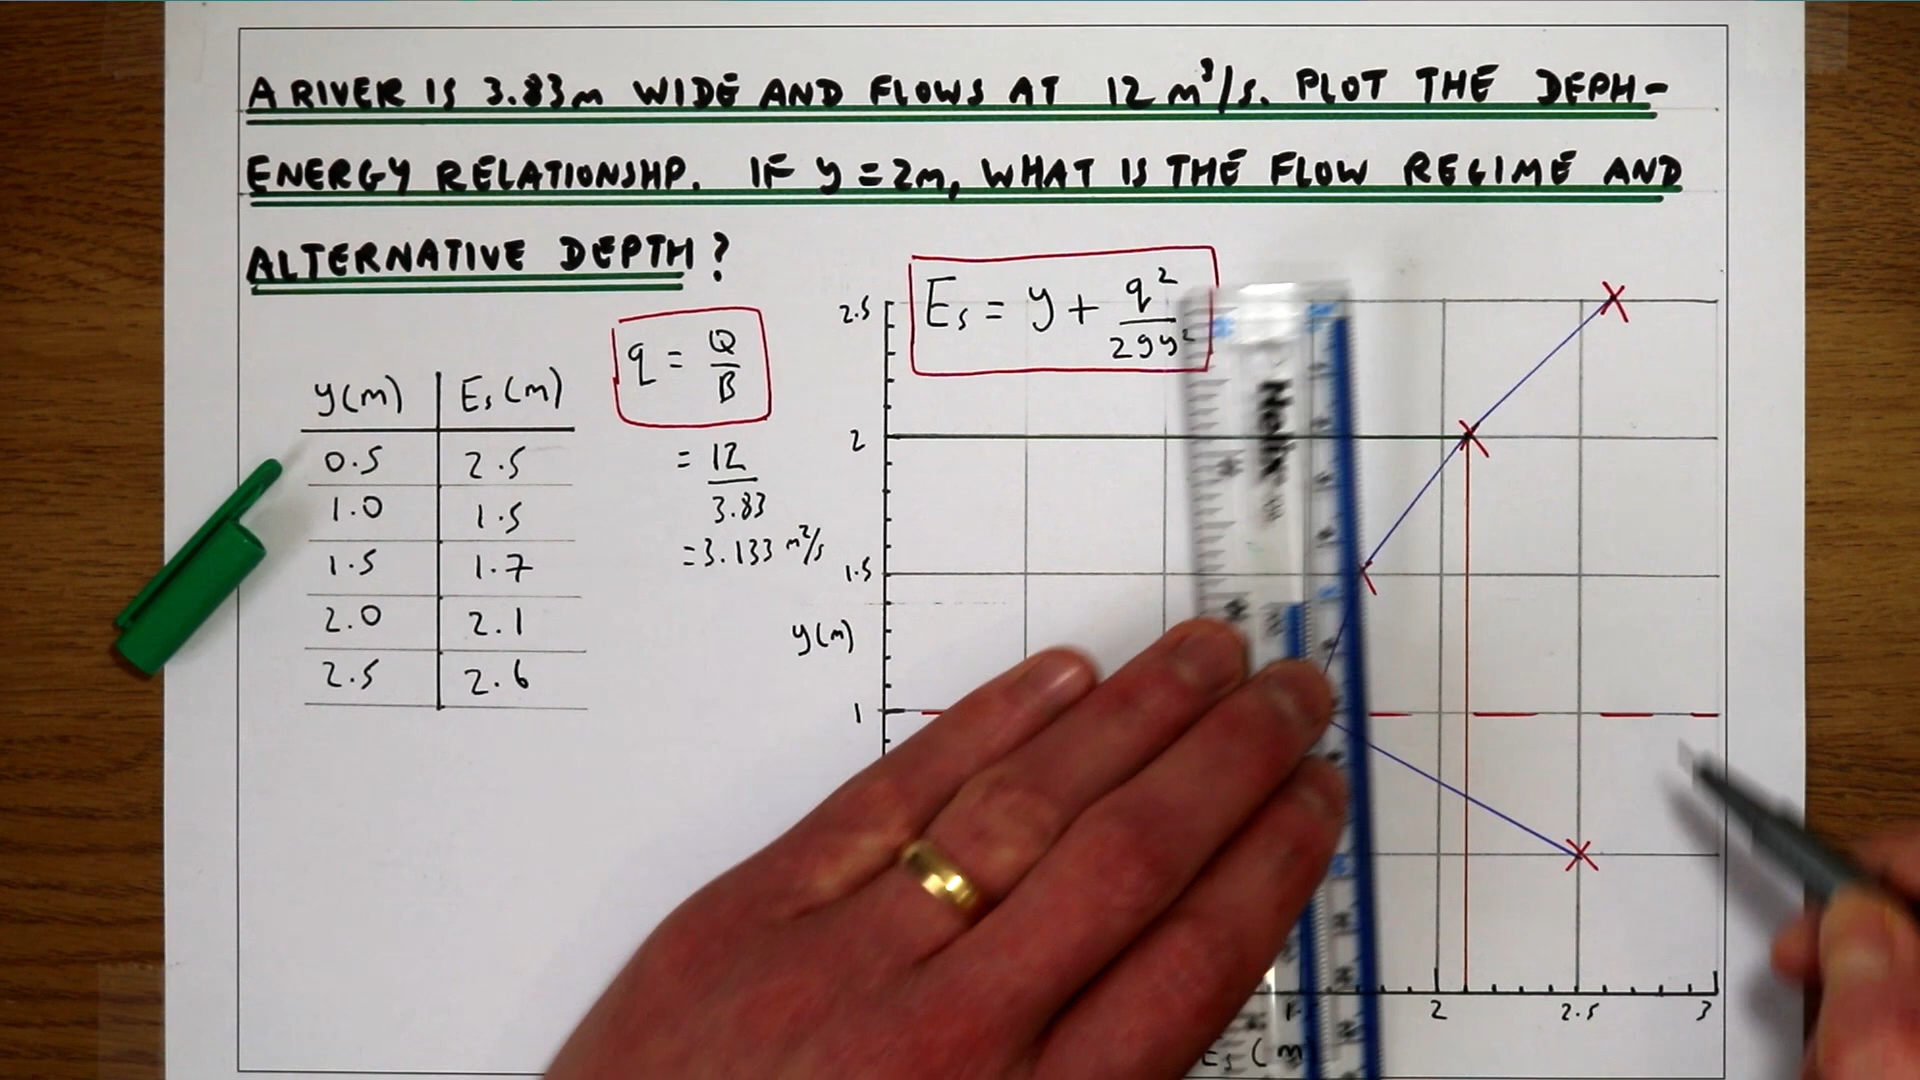 A RIVER IS 3.83m WIDE AND FLOWS AT 12 m³/s. PLOT THE DEPH-
ENERGY RELATIONSHP. IF y = 2m, WHAT IS THE FLOW REGIME AND
ALTERNATIVE DEPTH?
y(m) Es (m)
0.5 2.5
1.0 1.5
1.5 1.7
2.0 2.1
2.5 2.6
q = Q/B
= 12/3.83
= 3.133 m²/s
Es = y + q²/2gy²
2.5
2
1.5
y(m)
1
Helix
2 2.5 3
Es (m